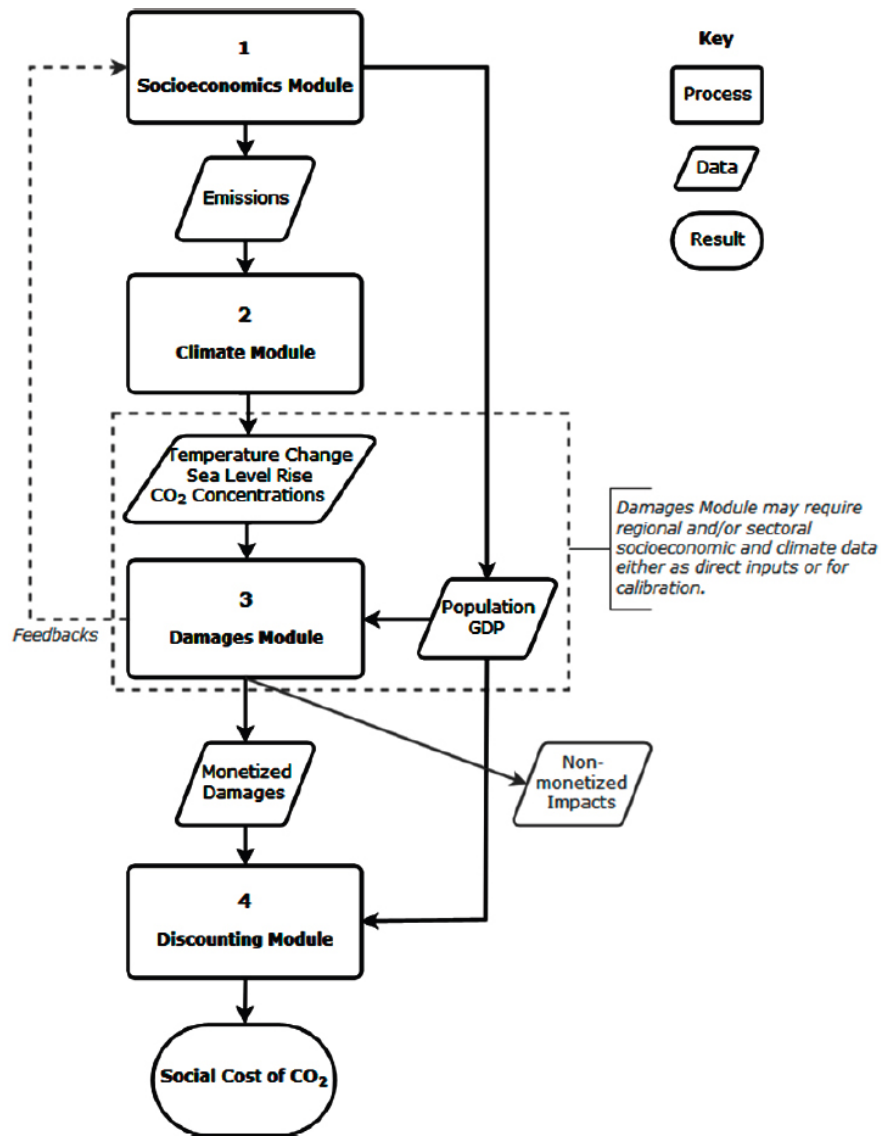 1
Socioeconomics Module
Key
Process
Data
Result
Emissions
2
Climate Module
Temperature Change
Sea Level Rise
CO₂ Concentrations
Damages Module may require
regional and/or sectoral
socioeconomic and climate data
either as direct inputs or for
calibration.
3
Damages Module
Population
GDP
Feedbacks
Monetized
Damages
Non-
monetized
Impacts
4
Discounting Module
Social Cost of CO₂